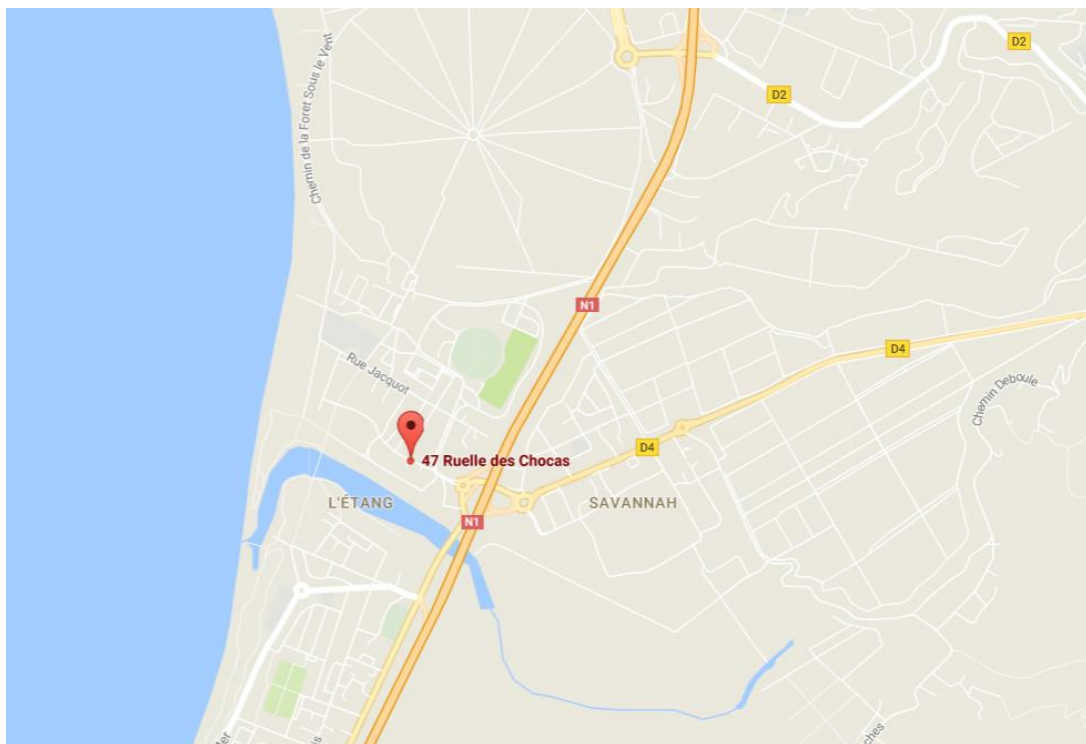 D2
D2
Chemin de la Foret Sous le Vent
N1
D4
Rue Jacquot
Chemin Deboule
D4
47 Ruelle des Chocas
L'ÉTANG
SAVANNAH
N1